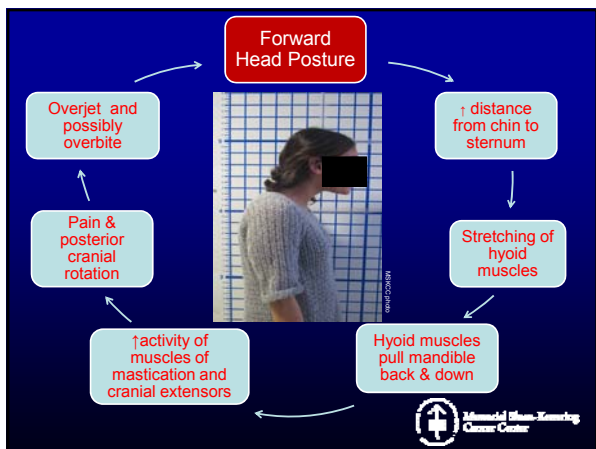 Forward
Head Posture
↑ distance
from chin to
sternum
Stretching of
hyoid
muscles
Hyoid muscles
pull mandible
back & down
↑activity of
muscles of
mastication and
cranial extensors
Pain &
posterior
cranial
rotation
Overjet and
possibly
overbite
MSKCC photo
Memorial Sloan-Kettering
Cancer Center